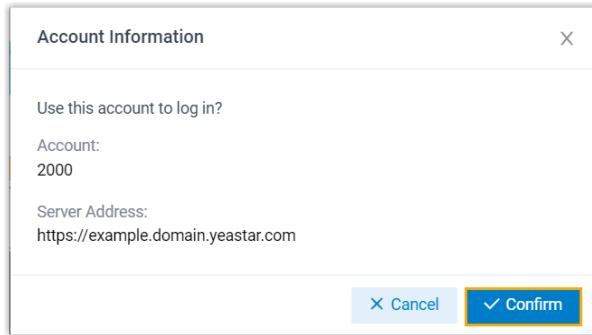 Account Information
Use this account to log in?
Account:
2000
Server Address:
https://example.domain.yeastar.com
Cancel
Confirm